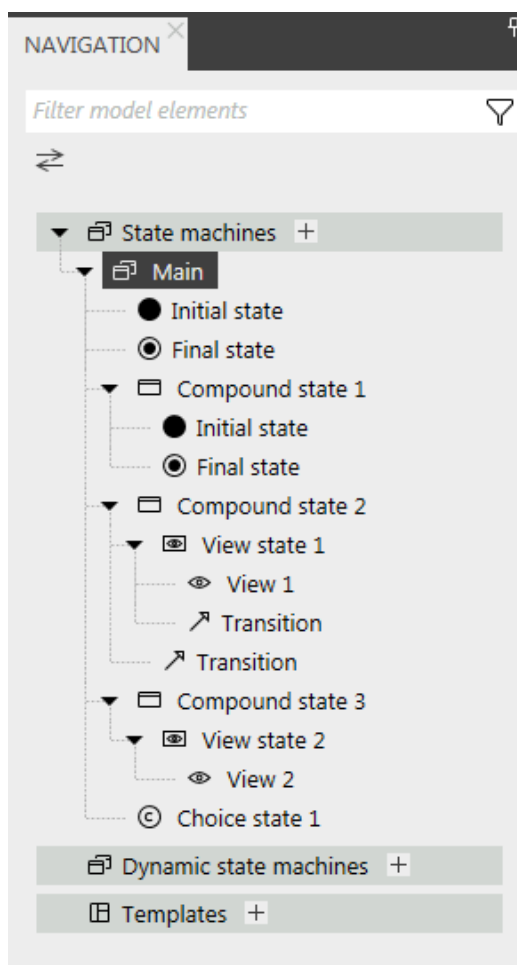 NAVIGATION
Filter model elements
State machines
Main
Initial state
Final state
Compound state 1
Initial state
Final state
Compound state 2
View state 1
View 1
Transition
Transition
Compound state 3
View state 2
View 2
Choice state 1
Dynamic state machines
Templates